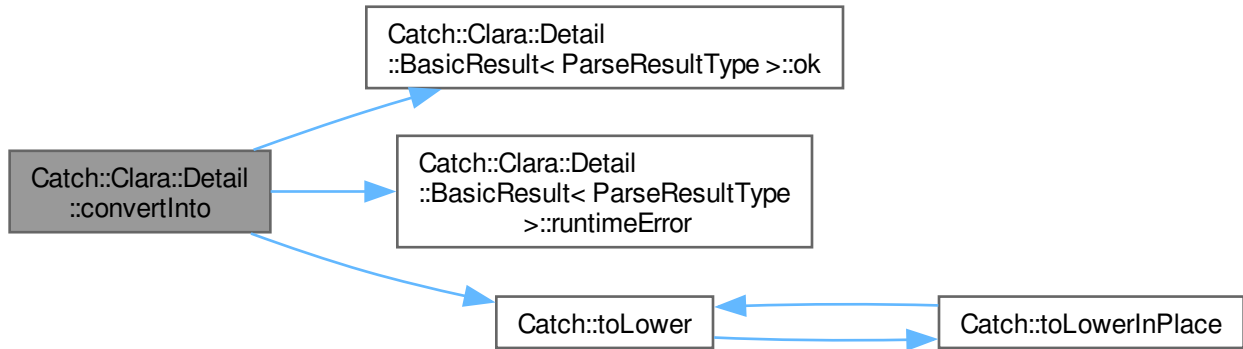 Catch::Clara::Detail
::BasicResult< ParseResultType >::ok
Catch::Clara::Detail
::convertInto
Catch::Clara::Detail
::BasicResult< ParseResultType
>::runtimeError
Catch::toLower
Catch::toLowerInPlace